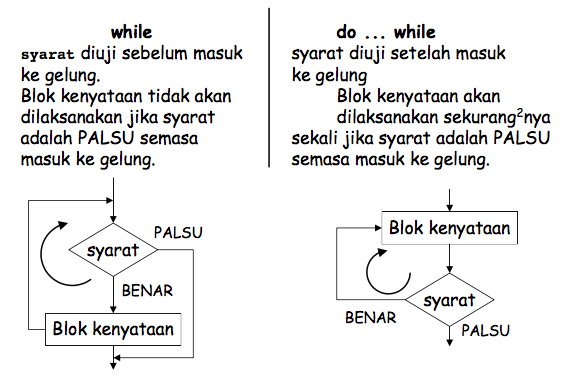 while
syarat diuji sebelum masuk
ke gelung.
Blok kenyataan tidak akan
dilaksanakan jika syarat
adalah PALSU semasa
masuk ke gelung.
do ... while
syarat diuji setelah masuk
ke gelung
Blok kenyataan akan
dilaksanakan sekurang²nya
sekali jika syarat adalah PALSU
semasa masuk ke gelung.
syarat
PALSU
BENAR
Blok kenyataan
Blok kenyataan
syarat
BENAR
PALSU